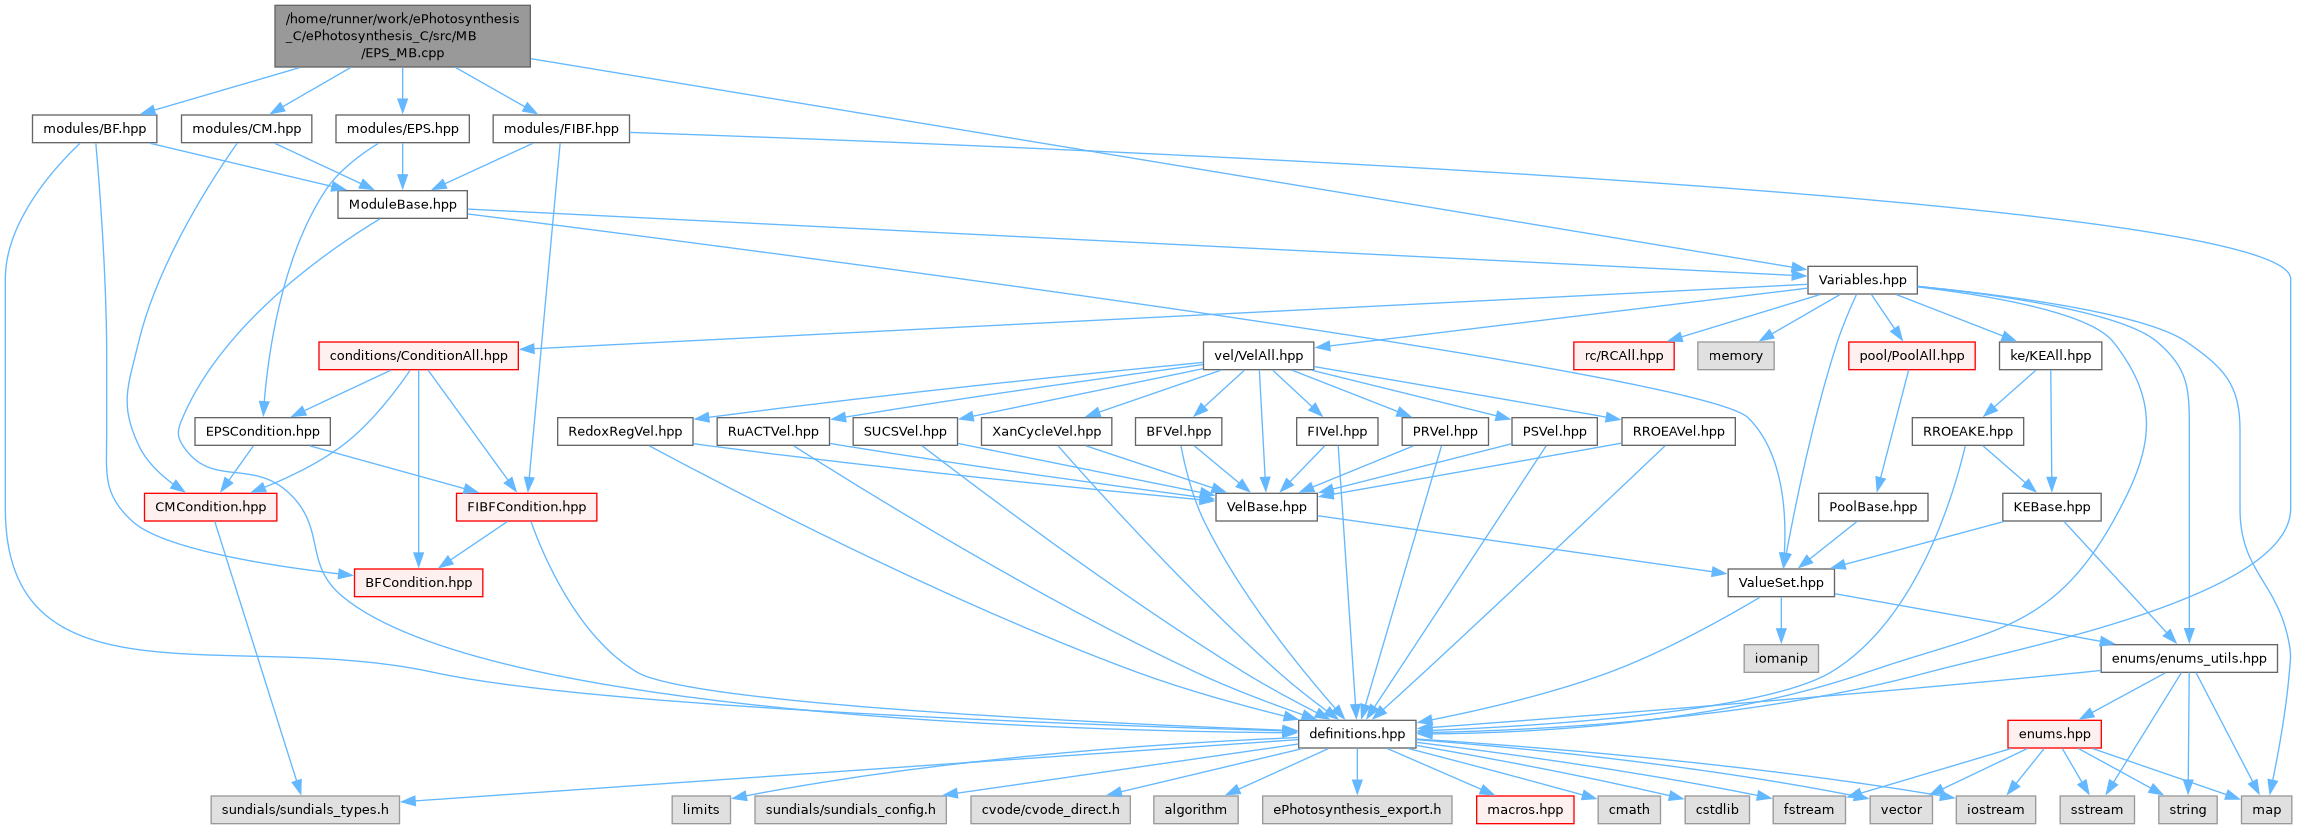 /home/runner/work/ePhotosynthesis
_C/ePhotosynthesis_C/src/MB
/EPS_MB.cpp
modules/BF.hpp
modules/CM.hpp
modules/EPS.hpp
modules/FIBF.hpp
ModuleBase.hpp
Variables.hpp
conditions/ConditionAll.hpp
vel/VelAll.hpp
rc/RCAll.hpp
memory
pool/PoolAll.hpp
ke/KEAll.hpp
EPSCondition.hpp
RedoxRegVel.hpp
RuACTVel.hpp
SUCSVel.hpp
XanCycleVel.hpp
BFVel.hpp
FIVel.hpp
PRVel.hpp
PSVel.hpp
RROEAVel.hpp
RROEAKE.hpp
CMCondition.hpp
FIBFCondition.hpp
VelBase.hpp
PoolBase.hpp
KEBase.hpp
BFCondition.hpp
ValueSet.hpp
iomanip
enums/enums_utils.hpp
definitions.hpp
enums.hpp
sundials/sundials_types.h
limits
sundials/sundials_config.h
cvode/cvode_direct.h
algorithm
ePhotosynthesis_export.h
macros.hpp
cmath
cstdlib
fstream
vector
iostream
sstream
string
map